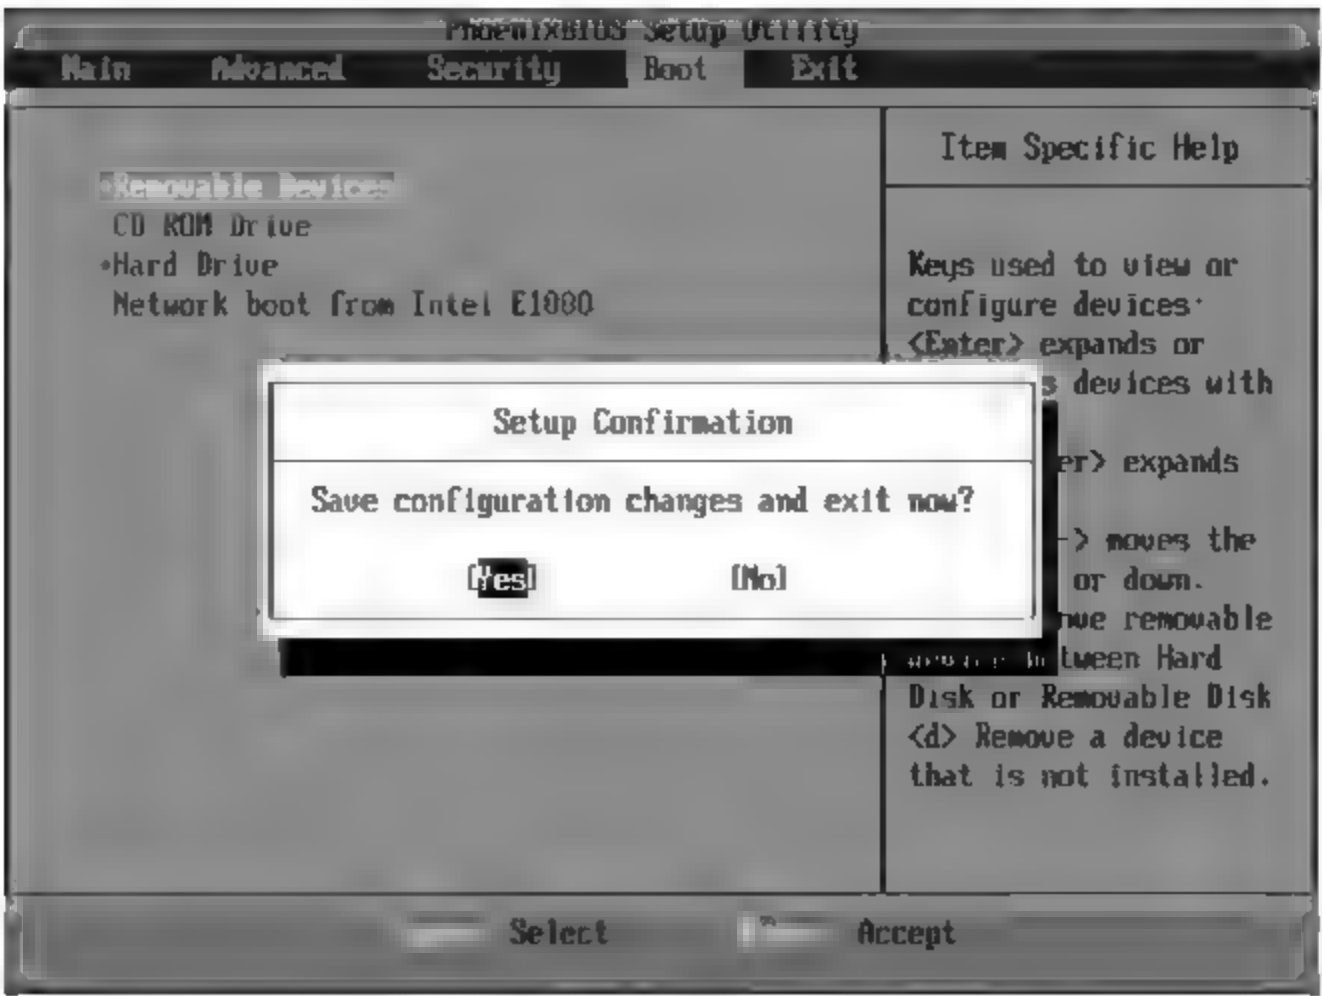 PhoenixBIOS Setup Utility
Main Advanced Security Boot Exit
Item Specific Help
•Removable Devices
CD ROM Drive
•Hard Drive
Network boot from Intel E1000
Keys used to view or
configure devices:
<Enter> expands or
devices with
expands
Setup Confirmation
Save configuration changes and exit now?
[Yes] [No]
> moves the
or down.
removable
Hard
Disk or Removable Disk
<d> Remove a device
that is not installed.
Select Accept